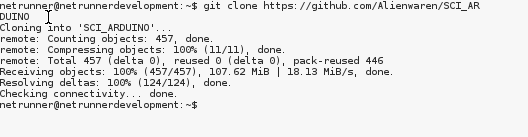 netrunner@netrunnerdevelopment:~$ git clone https://github.com/Alienwaren/SCI_AR
DUINO
Cloning into 'SCI_ARDUINO'...
remote: Counting objects: 457, done.
remote: Compressing objects: 100% (11/11), done.
remote: Total 457 (delta 0), reused 0 (delta 0), pack-reused 446
Receiving objects: 100% (457/457), 107.62 MiB | 18.13 MiB/s, done.
Resolving deltas: 100% (124/124), done.
Checking connectivity... done.
netrunner@netrunnerdevelopment:~$